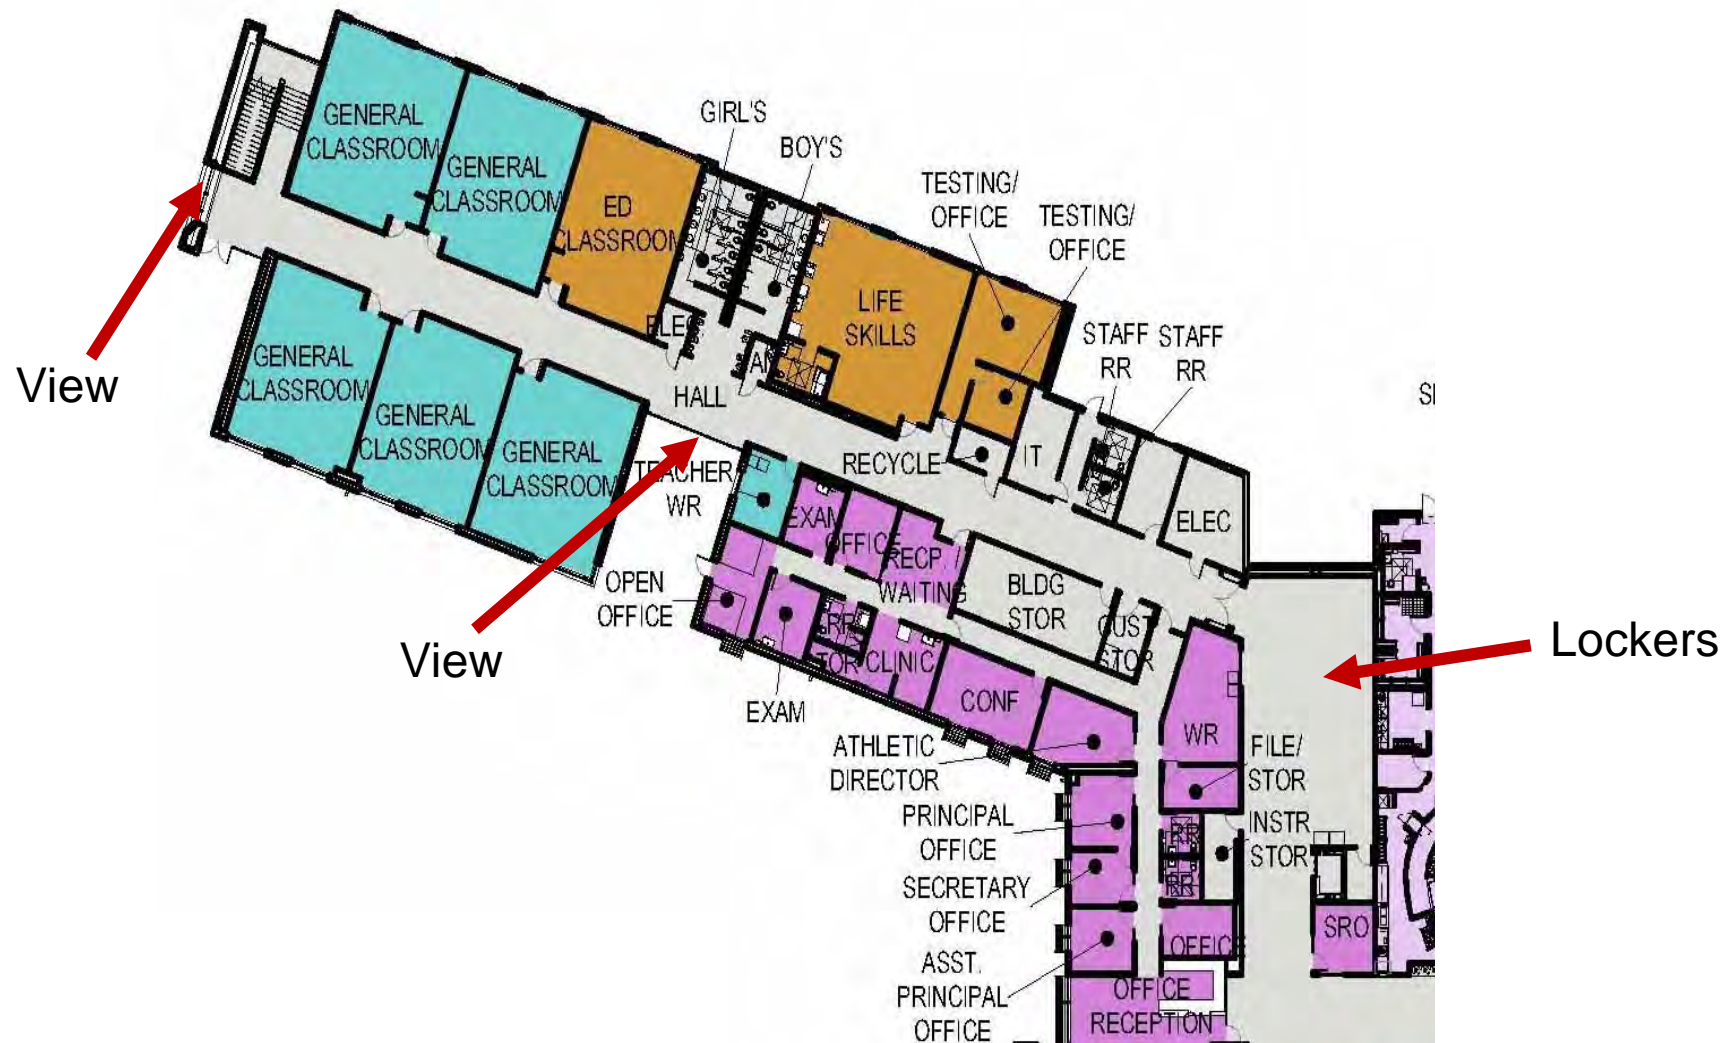 GIRL'S
BOY'S
GENERAL
CLASSROOM
GENERAL
CLASSROOM
ED
CLASSROOM
TESTING/
OFFICE
TESTING/
OFFICE
LIFE
SKILLS
STAFF
RR
STAFF
RR
ELEC
View
GENERAL
CLASSROOM
GENERAL
CLASSROOM
GENERAL
CLASSROOM
HALL
RECYCLE
IT
TEACHER
WR
EXAM
OFFICE
RECP. /
WAITING
ELEC
BLDG
STOR
CUST
STOR
OPEN
OFFICE
View
RR
STOR
CLINIC
EXAM
CONF
Lockers
WR
ATHLETIC
DIRECTOR
FILE/
STOR
PRINCIPAL
OFFICE
RR
INSTR
STOR
SECRETARY
OFFICE
RR
OFFICE
SRO
ASST.
PRINCIPAL
OFFICE
OFFICE
RECEPTION